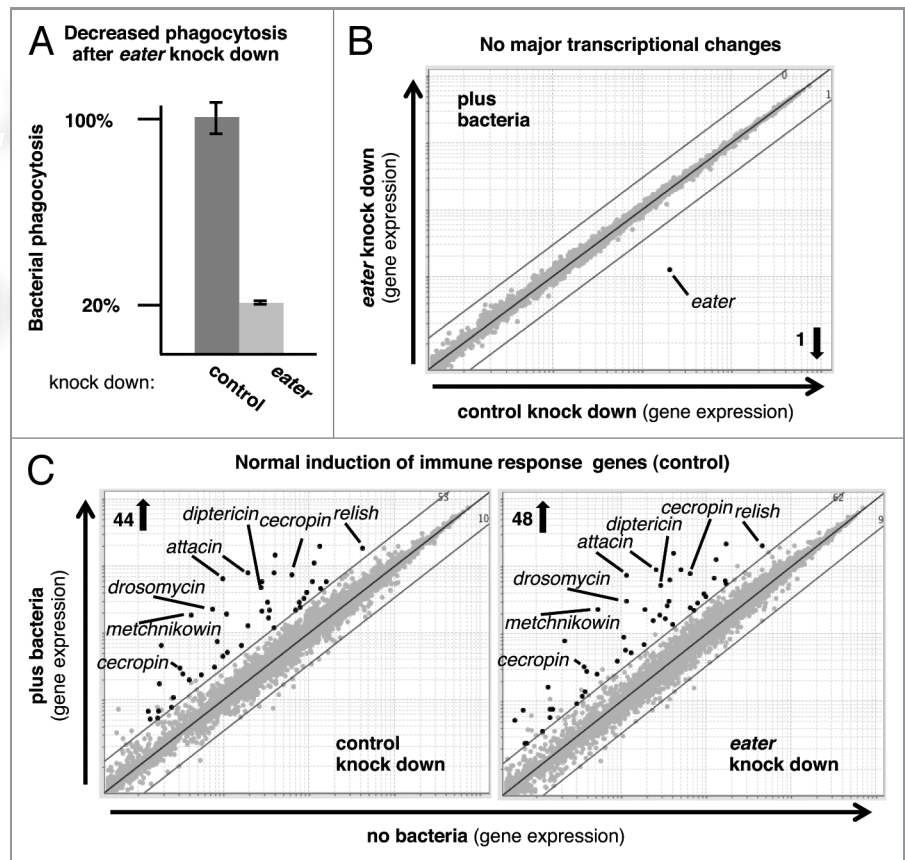 A
Decreased phagocytosis
after eater knock down
Bacterial phagocytosis
100%
20%
knock down:
control
eater
B
No major transcriptional changes
plus
bacteria
0
1
eater knock down
(gene expression)
eater
1
control knock down (gene expression)
C
Normal induction of immune response genes (control)
plus bacteria
(gene expression)
44
53
10
diptericin
cecropin
relish
attacin
drosomycin
metchnikowin
cecropin
control
knock down
48
62
9
cecropin
diptericin
relish
attacin
drosomycin
metchnikowin
cecropin
eater
knock down
no bacteria (gene expression)